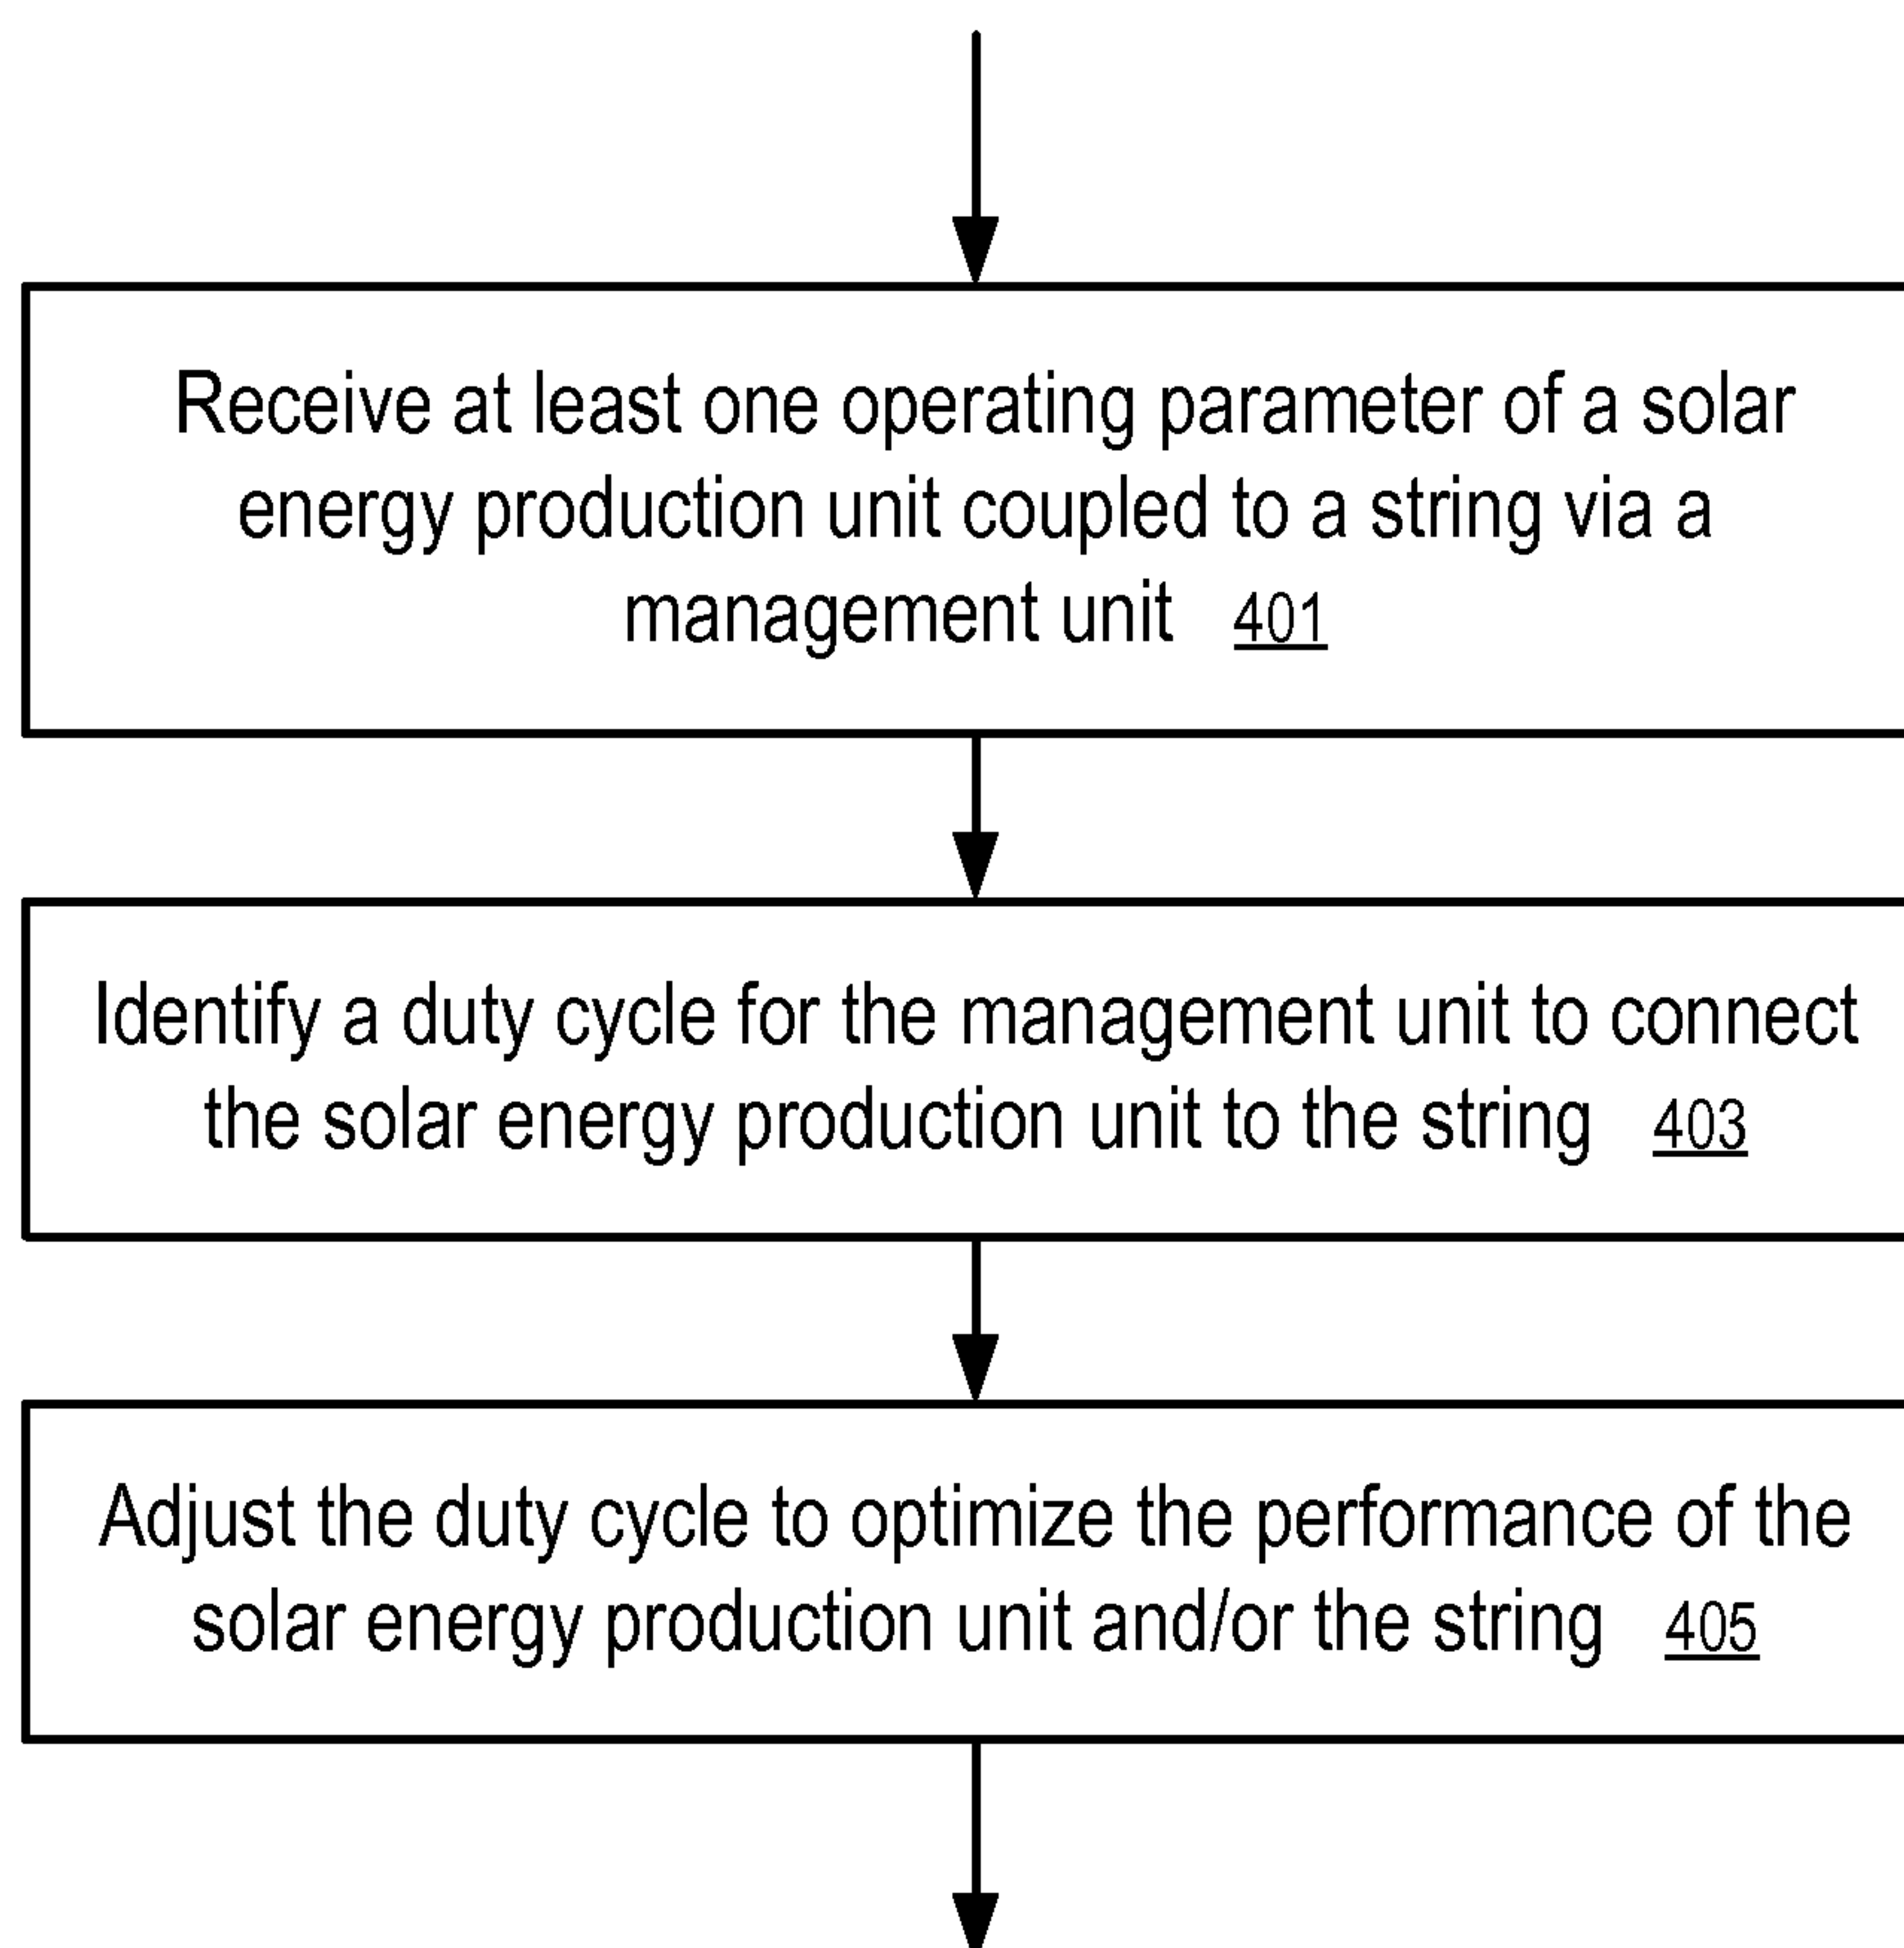 Receive at least one operating parameter of a solar
energy production unit coupled to a string via a
management unit 401
Identify a duty cycle for the management unit to connect
the solar energy production unit to the string 403
Adjust the duty cycle to optimize the performance of the
solar energy production unit and/or the string 405